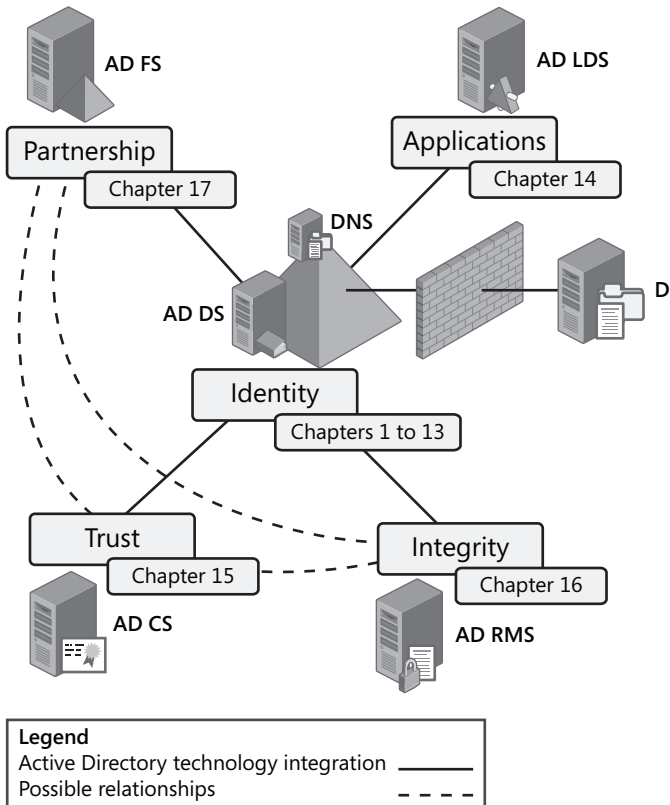 AD FS
AD LDS
Partnership
Applications
Chapter 17
Chapter 14
DNS
AD DS
Identity
Chapters 1 to 13
Trust
Integrity
Chapter 15
Chapter 16
AD CS
AD RMS
Legend
Active Directory technology integration
Possible relationships